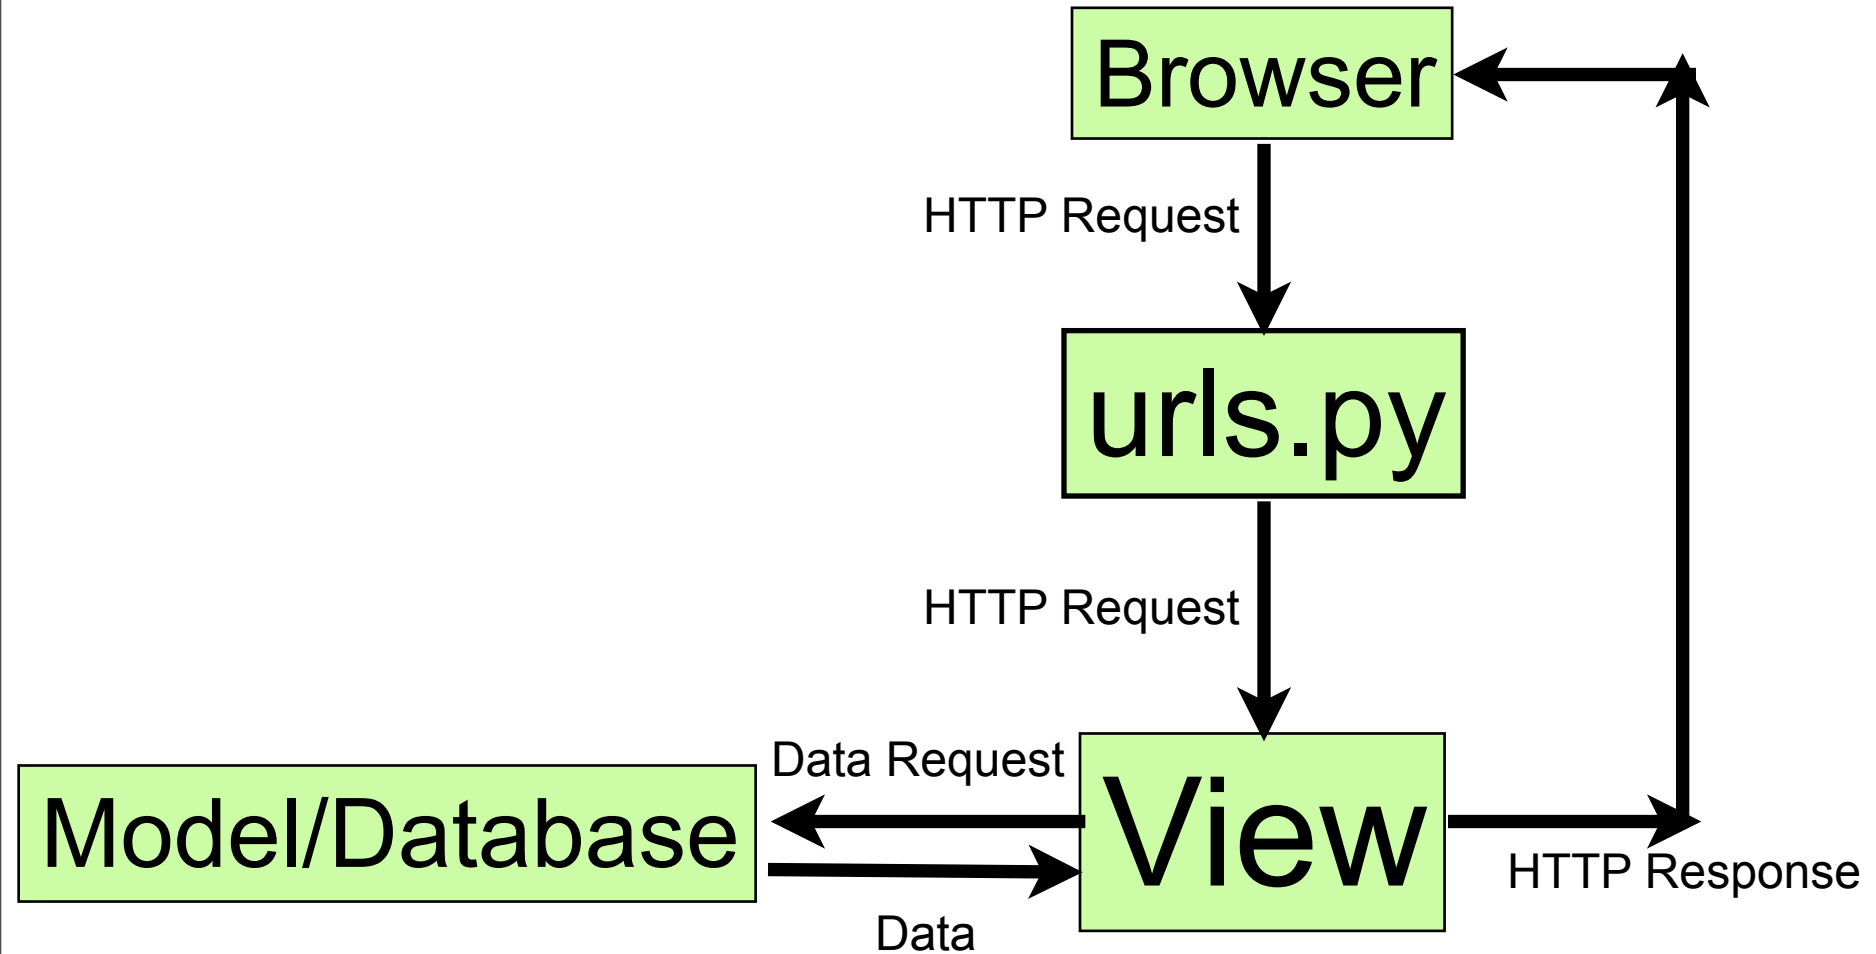 Browser
HTTP Request
urls.py
HTTP Request
Data Request
Model/Database
View
HTTP Response
Data